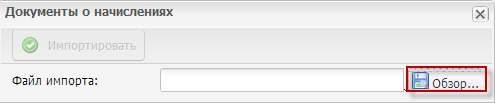 Документы о начислениях
Импортировать
Файл импорта: Обзор...